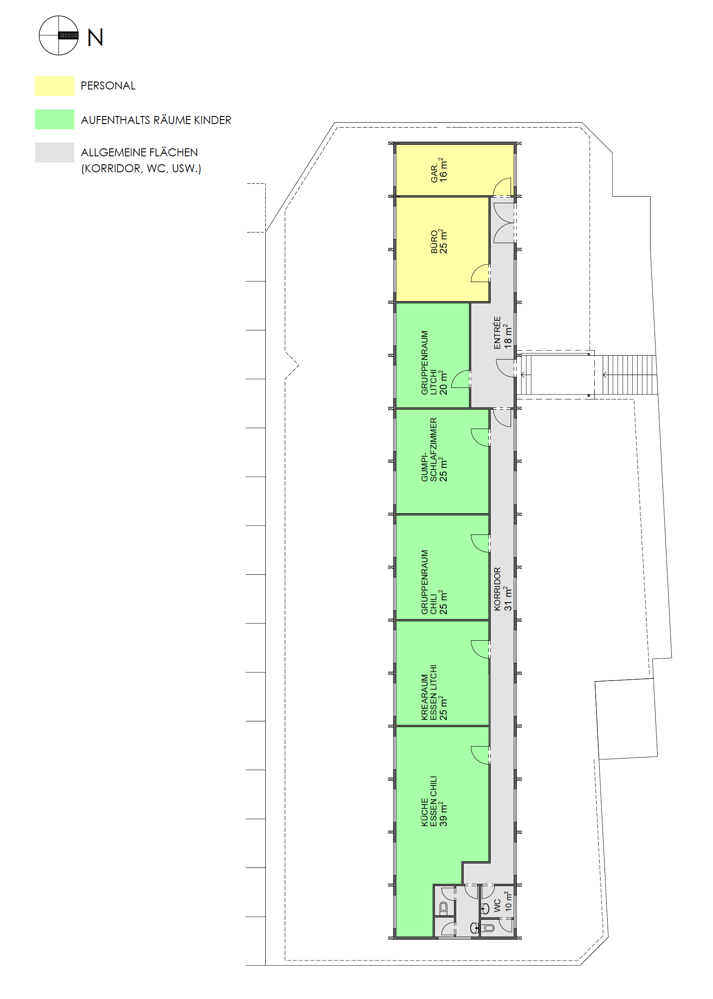 N
PERSONAL
AUFENTHALTS RÄUME KINDER
ALLGEMEINE FLÄCHEN
(KORRIDOR, WC, USW.)
GAR.
16 m²
BÜRO
25 m²
ENTRÉE
18 m²
GRUPPENRAUM
LITCHI
20 m²
GUMPI-
SCHLAFZIMMER
25 m²
GRUPPENRAUM
CHILI
25 m²
KORRIDOR
31 m²
KREARAUM
ESSEN LITCHI
25 m²
KÜCHE
ESSEN CHILI
39 m²
WC
10 m²